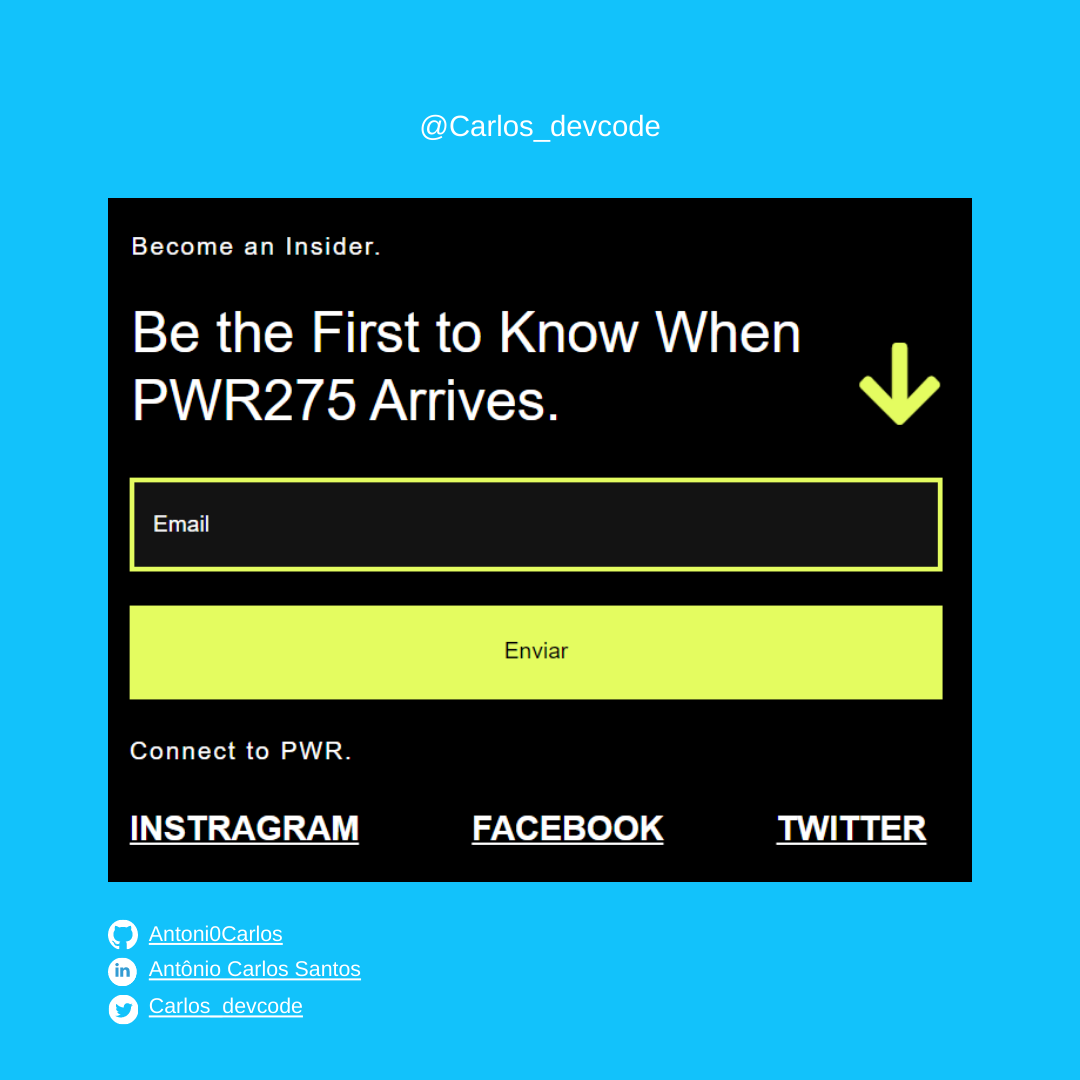 @Carlos_devcode
Become an Insider.
Be the First to Know When
PWR275 Arrives.
Email
Enviar
Connect to PWR.
INSTRAGRAM FACEBOOK TWITTER
Antoni0Carlos
in Antônio Carlos Santos
Carlos_devcode